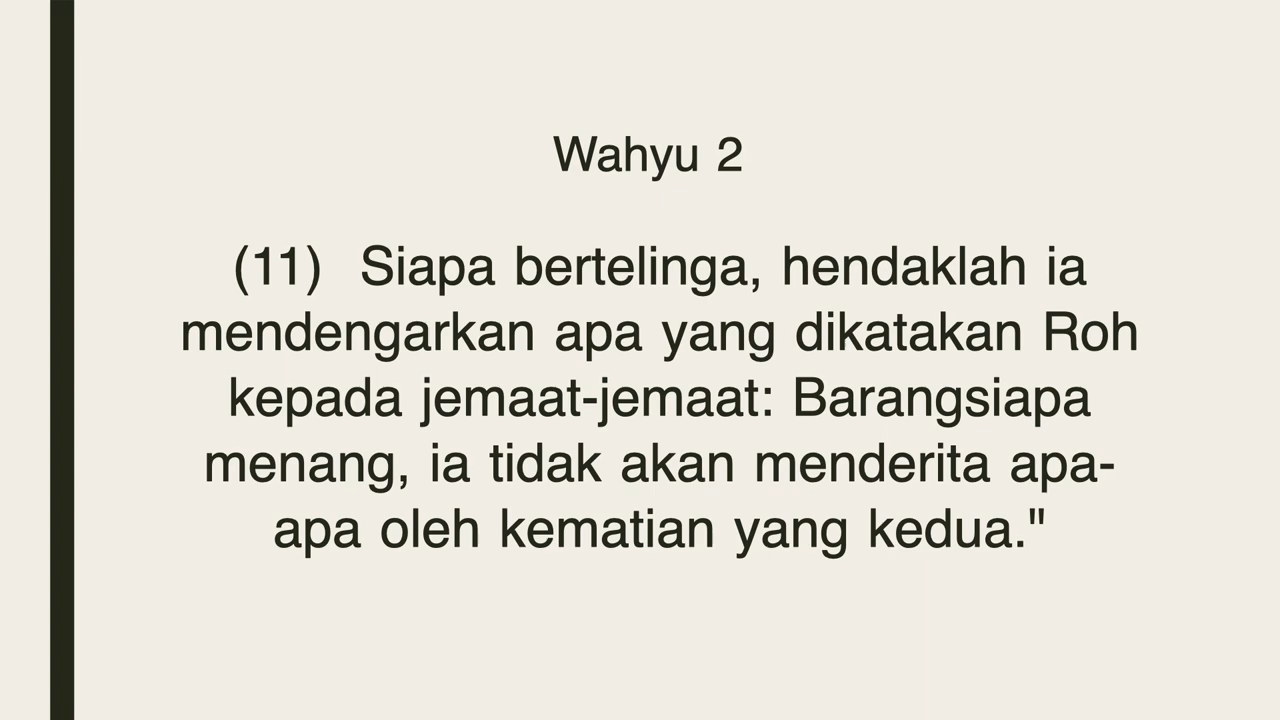 Wahyu 2
(11)  Siapa bertelinga, hendaklah ia
mendengarkan apa yang dikatakan Roh
kepada jemaat-jemaat: Barangsiapa
menang, ia tidak akan menderita apa-
apa oleh kematian yang kedua."